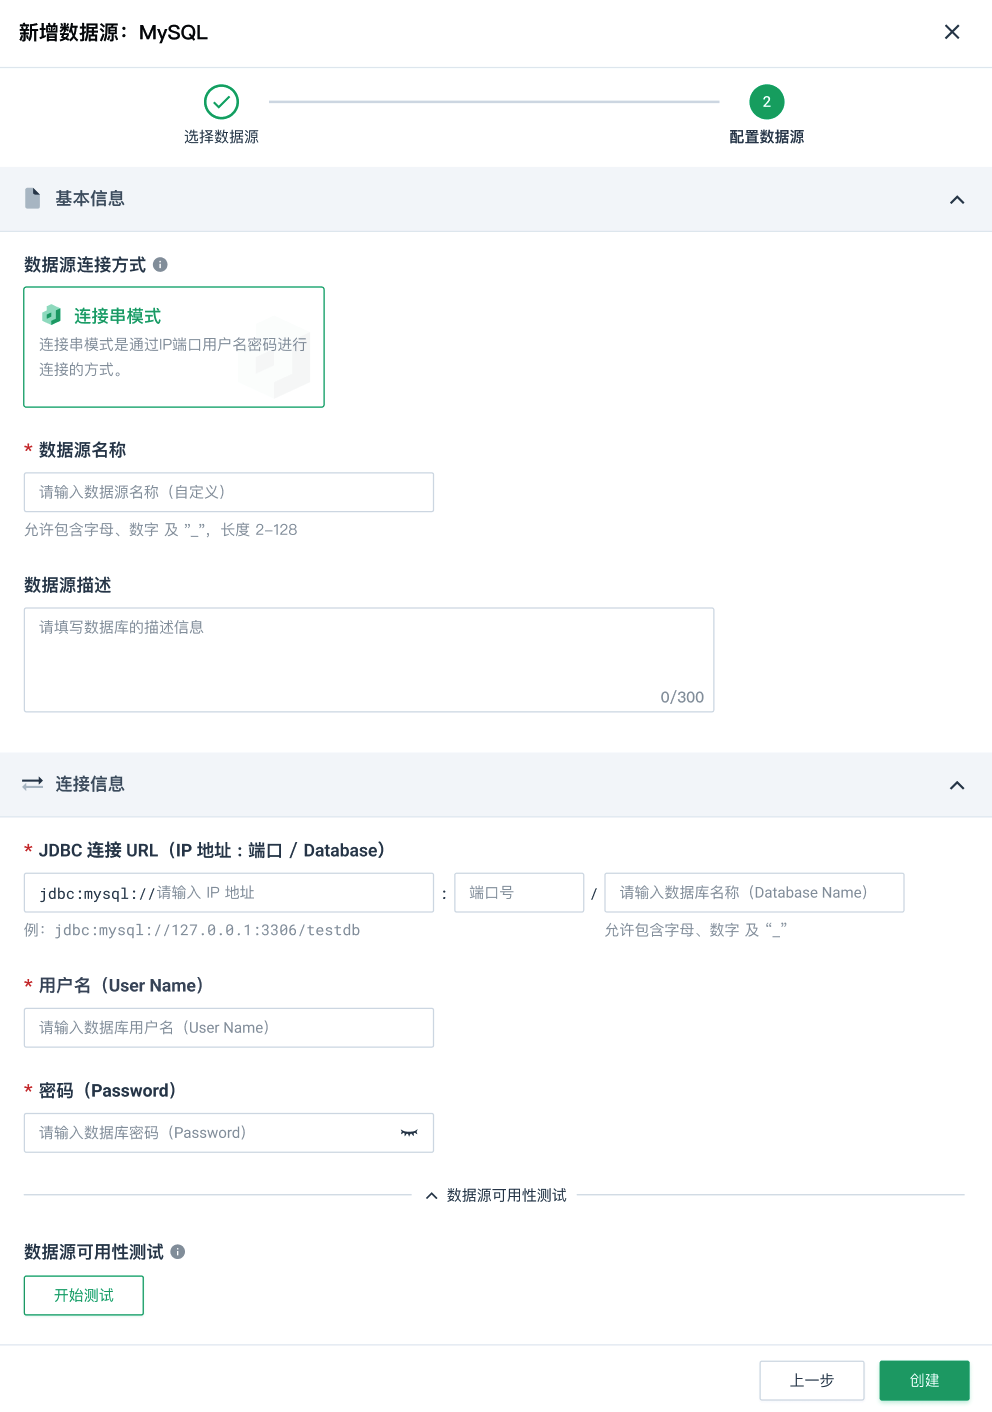 新增数据源：MySQL
2
选择数据源
配置数据源
基本信息
数据源连接方式
连接串模式
连接串模式是通过IP端口用户名密码进行
连接的方式。
* 数据源名称
请输入数据源名称（自定义）
允许包含字母、数字 及 ”_”，长度 2-128
数据源描述
请填写数据库的描述信息
0/300
连接信息
* JDBC 连接 URL（IP 地址 : 端口 / Database）
jdbc:mysql://请输入 IP 地址 : 端口号 / 请输入数据库名称（Database Name）
例：jdbc:mysql://127.0.0.1:3306/testdb
允许包含字母、数字 及 “_”
* 用户名（User Name）
请输入数据库用户名（User Name）
* 密码（Password）
请输入数据库密码（Password）
数据源可用性测试
数据源可用性测试
开始测试
上一步
创建